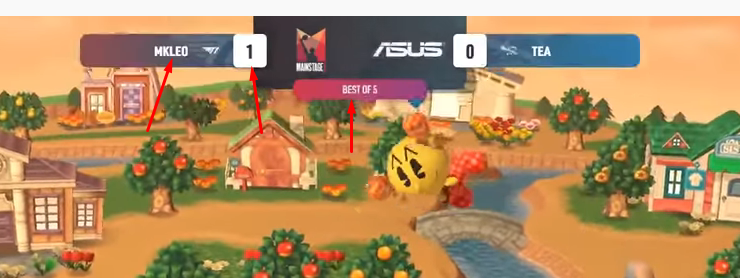 MKLEO 1
MAINSTAGE
ASUS
0 TEA
BEST OF 5